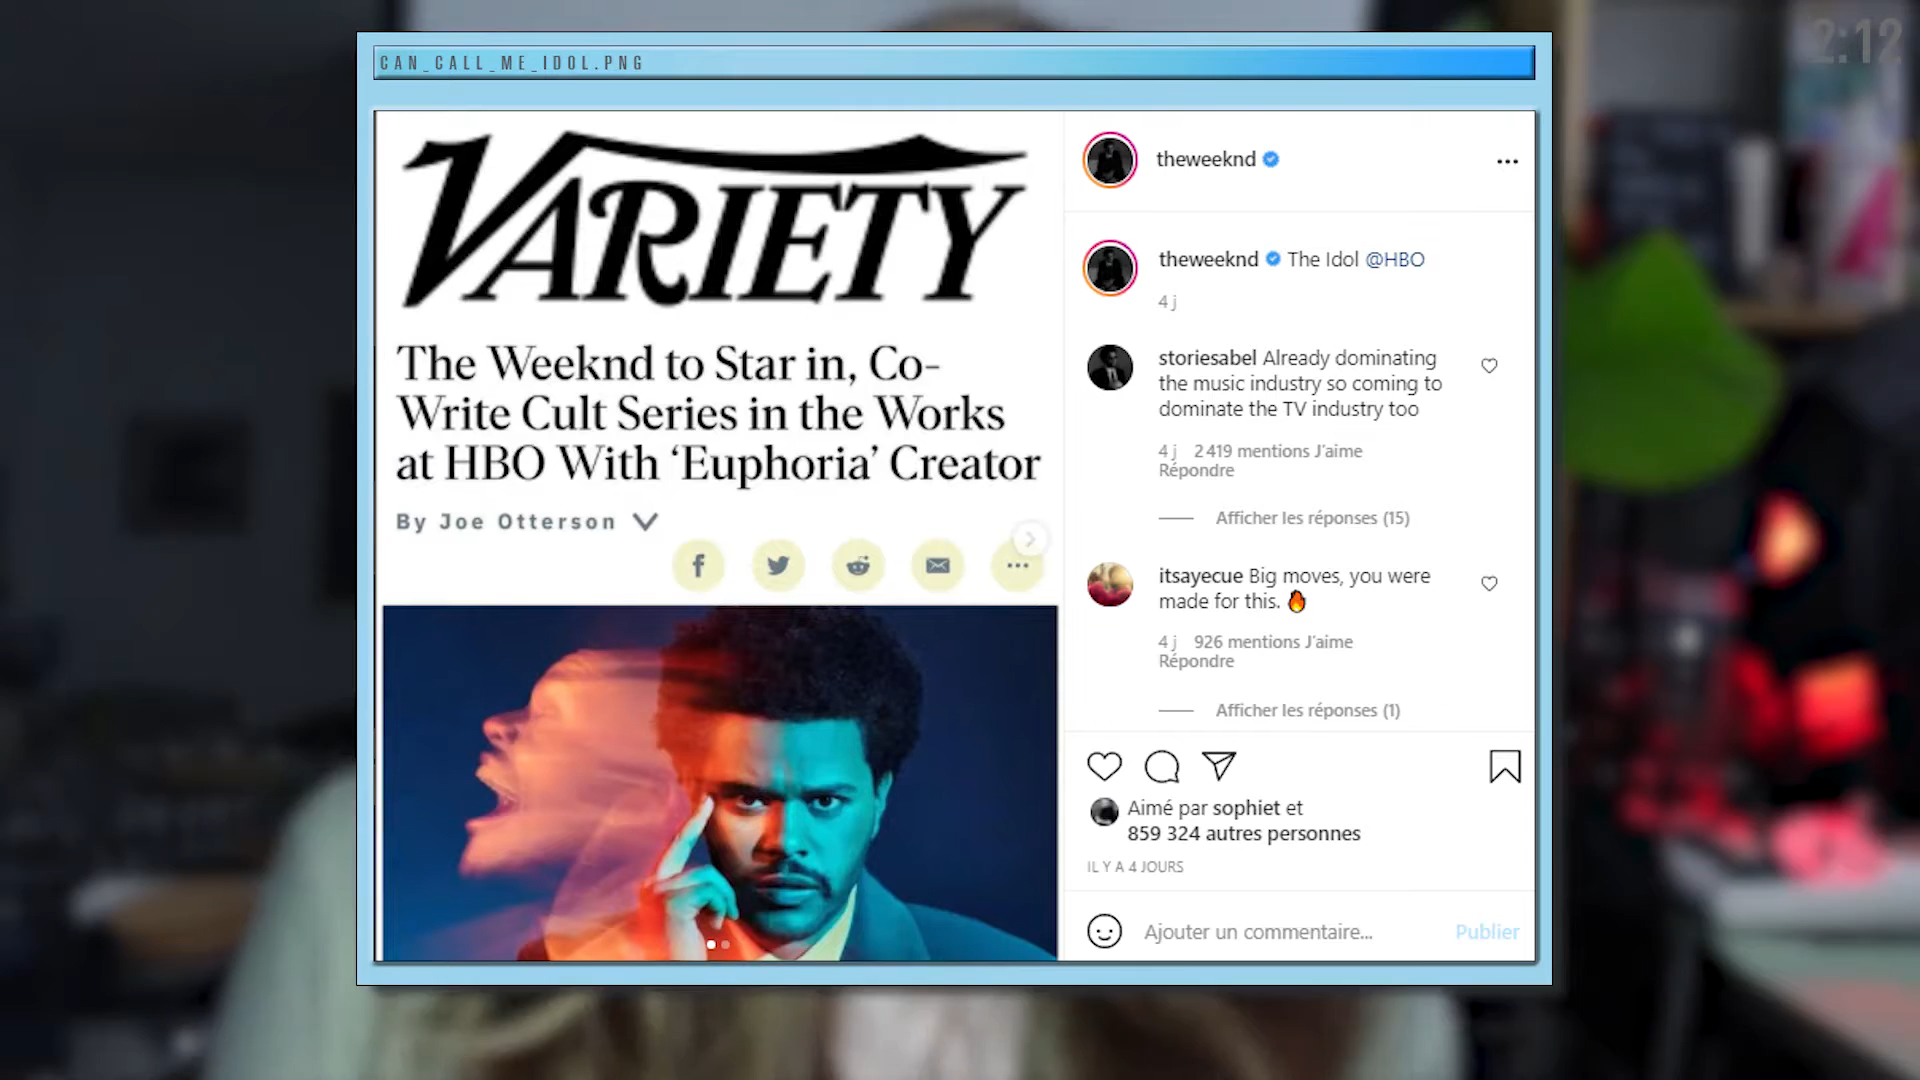 2:12
CAN_CALL_ME_IDOL.PNG
VARIETY
The Weeknd to Star in, Co-
Write Cult Series in the Works
at HBO With ‘Euphoria’ Creator
By Joe Otterson
theweeknd
theweeknd The Idol @HBO
4 j
storiesabel Already dominating
the music industry so coming to
dominate the TV industry too
4 j 2 419 mentions J’aime
Répondre
Afficher les réponses (15)
itsayecue Big moves, you were
made for this. 🔥
4 j 926 mentions J’aime
Répondre
Afficher les réponses (1)
Aimé par sophiet et
859 324 autres personnes
IL Y A 4 JOURS
Ajouter un commentaire...
Publier